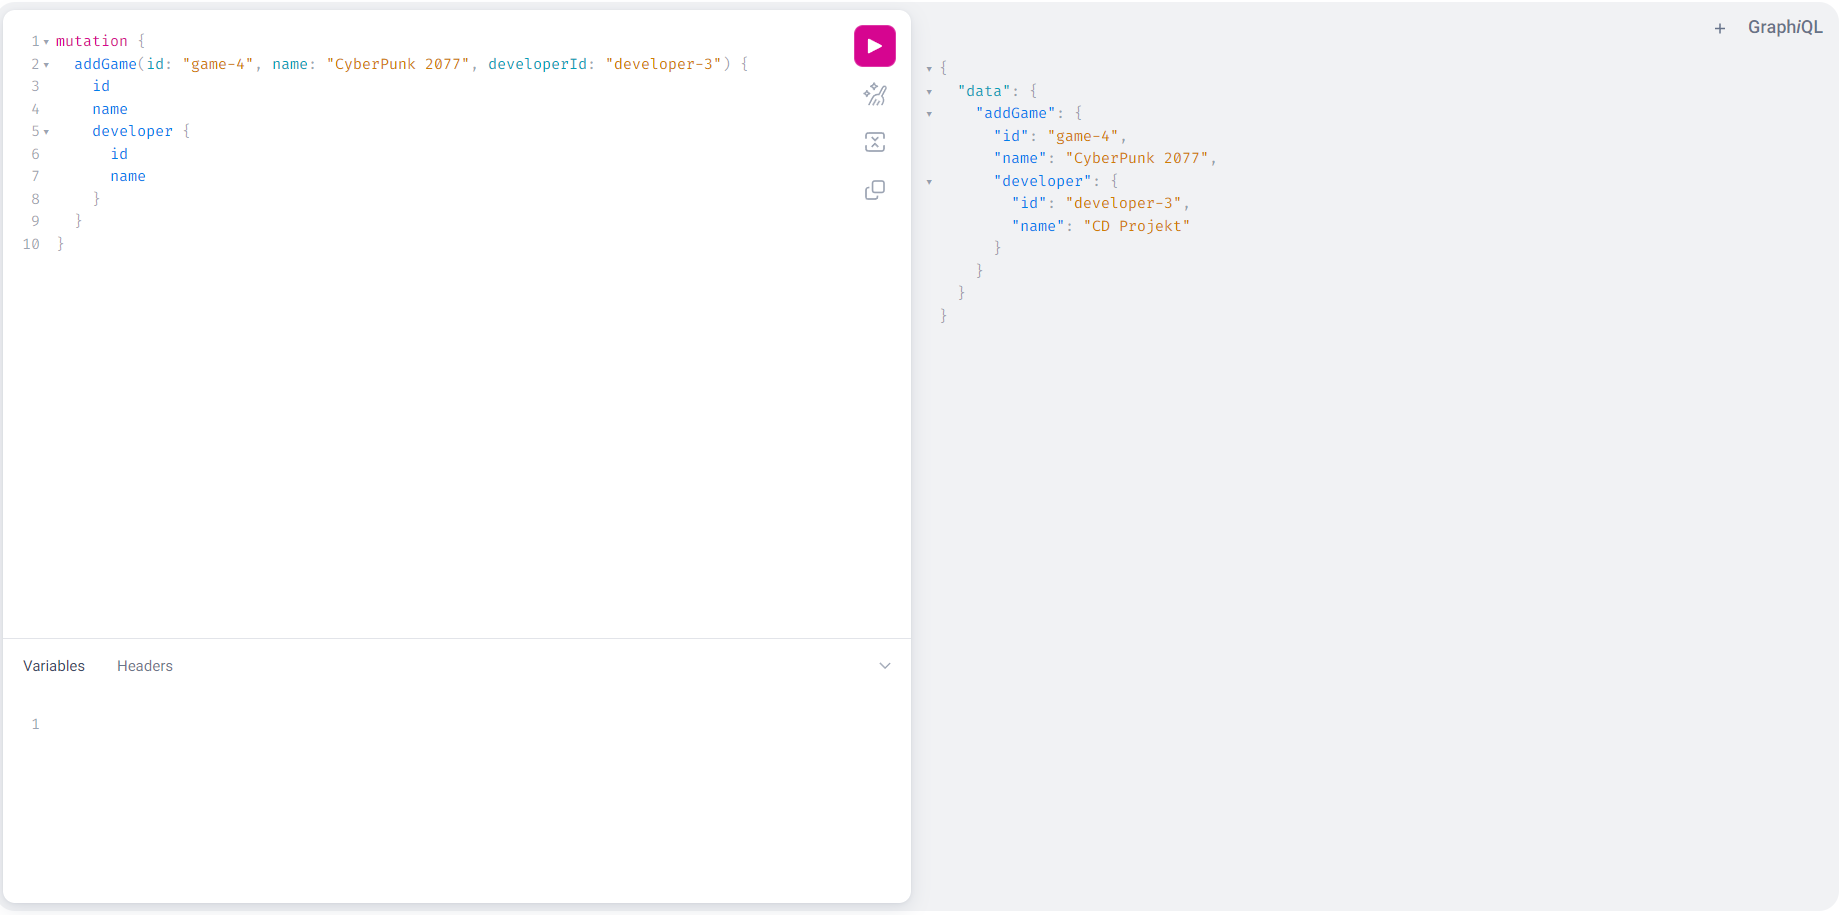 1 mutation {
2 addGame(id: "game-4", name: "CyberPunk 2077", developerId: "developer-3") {
3 id
4 name
5 developer {
6 id
7 name
8 }
9 }
10 }
Variables Headers
1
+ GraphiQL
{
"data": {
"addGame": {
"id": "game-4",
"name": "CyberPunk 2077",
"developer": {
"id": "developer-3",
"name": "CD Projekt"
}
}
}
}